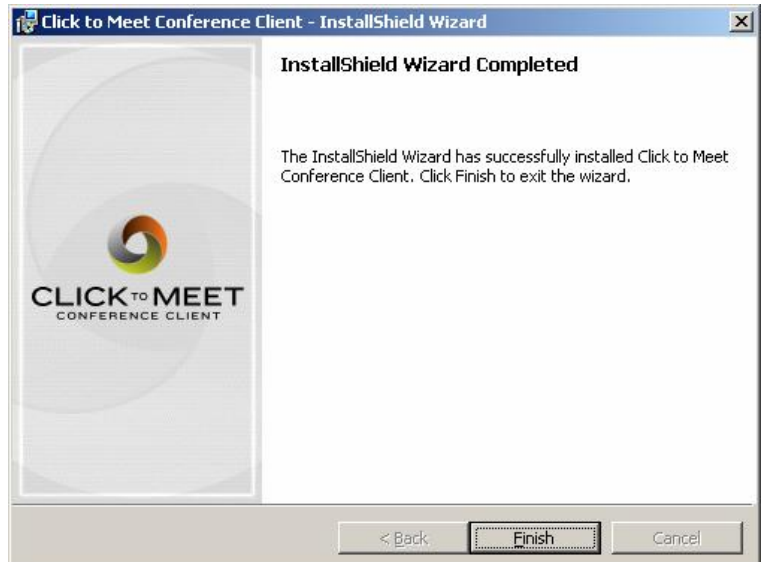 Click to Meet Conference Client - InstallShield Wizard
InstallShield Wizard Completed
The InstallShield Wizard has successfully installed Click to Meet
Conference Client. Click Finish to exit the wizard.
CLICK TO MEET
CONFERENCE CLIENT
< Back
Finish
Cancel